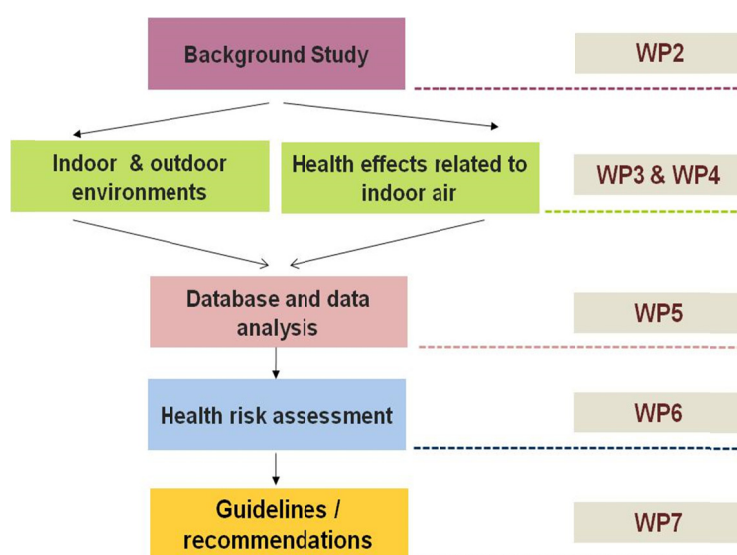 Background Study
WP2
Indoor & outdoor
environments
Health effects related to
indoor air
WP3 & WP4
Database and data
analysis
WP5
Health risk assessment
WP6
Guidelines /
recommendations
WP7